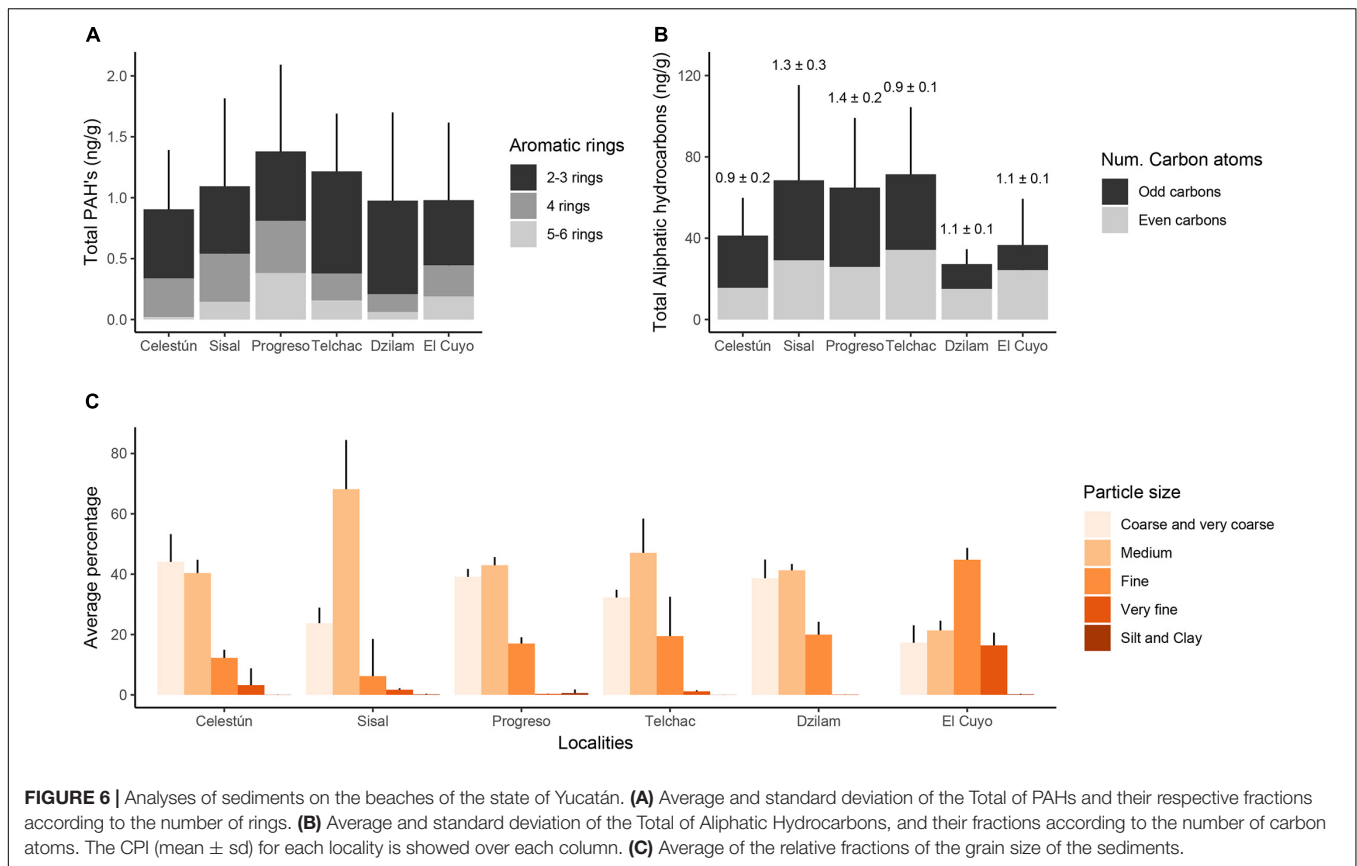 A
Total PAH's (ng/g)
2.0
1.5
1.0
0.5
0.0
Celestún Sisal Progreso Telchac Dzilam El Cuyo
Aromatic rings
2-3 rings
4 rings
5-6 rings
B
Total Aliphatic hydrocarbons (ng/g)
120
80
40
0
0.9 ± 0.2
1.3 ± 0.3
1.4 ± 0.2
0.9 ± 0.1
1.1 ± 0.1
1.1 ± 0.1
Celestún Sisal Progreso Telchac Dzilam El Cuyo
Num. Carbon atoms
Odd carbons
Even carbons
C
Average percentage
80
60
40
20
0
Celestún Sisal Progreso Telchac Dzilam El Cuyo
Localities
Particle size
Coarse and very coarse
Medium
Fine
Very fine
Silt and Clay
FIGURE 6 | Analyses of sediments on the beaches of the state of Yucatán. (A) Average and standard deviation of the Total of PAHs and their respective fractions
according to the number of rings. (B) Average and standard deviation of the Total of Aliphatic Hydrocarbons, and their fractions according to the number of carbon
atoms. The CPI (mean ± sd) for each locality is showed over each column. (C) Average of the relative fractions of the grain size of the sediments.